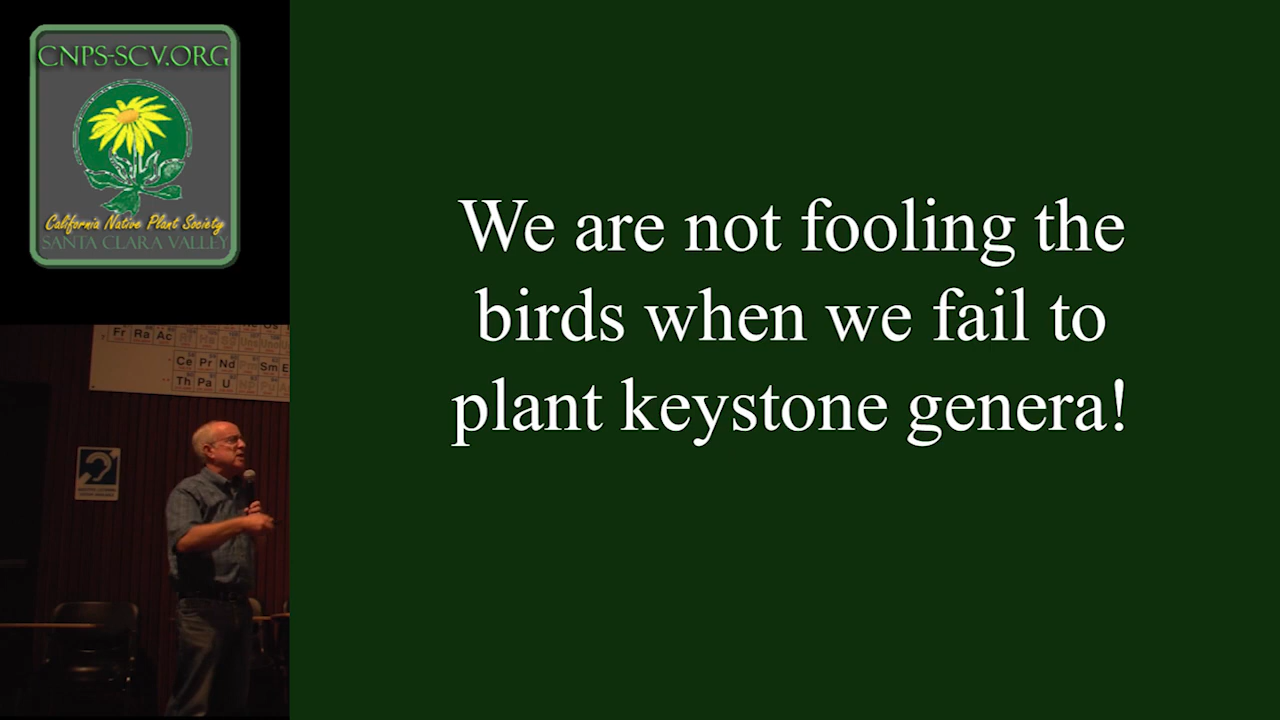 CNPS-SCV.ORG
California Native Plant Society
SANTA CLARA VALLEY
We are not fooling the
birds when we fail to
plant keystone genera!
Fr Ra Ac
Ce Pr Nd Sm
Th Pa U